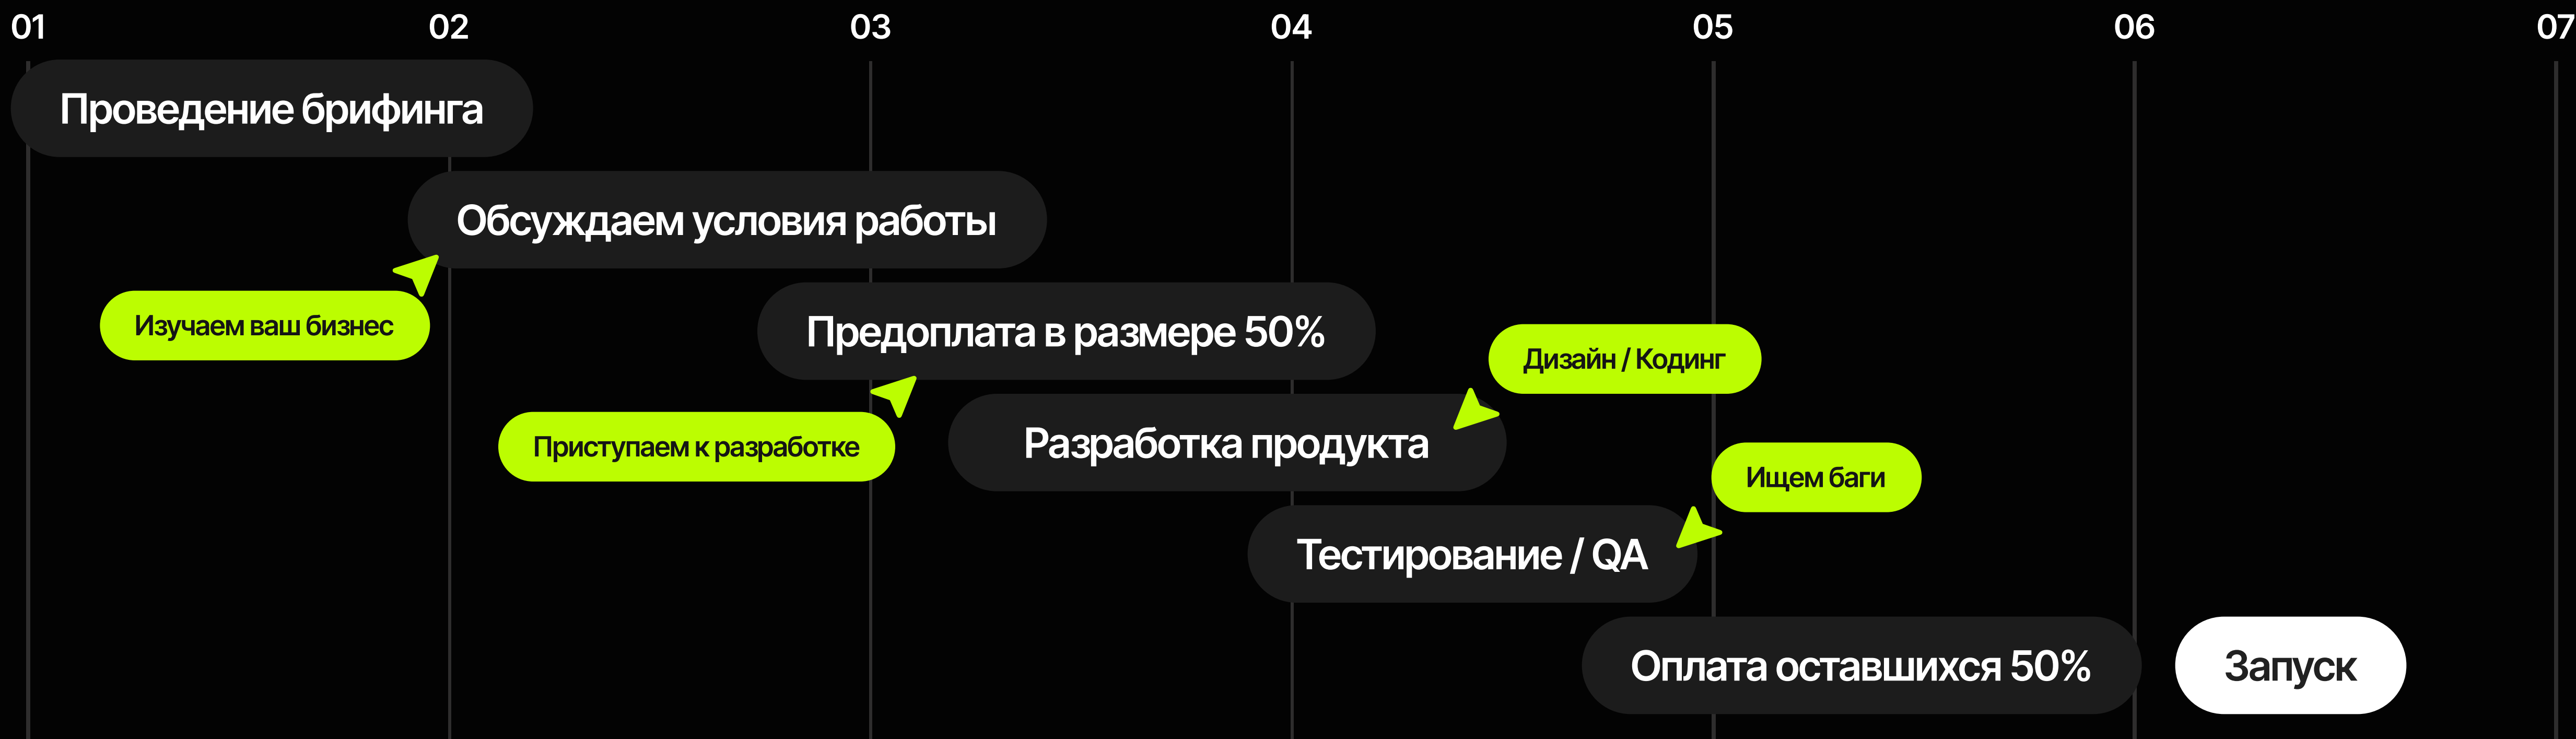 01 02 03 04 05 06 07
Проведение брифинга
Обсуждаем условия работы
Изучаем ваш бизнес
Предоплата в размере 50%
Дизайн / Кодинг
Приступаем к разработке
Разработка продукта
Ищем баги
Тестирование / QA
Оплата оставшихся 50%
Запуск